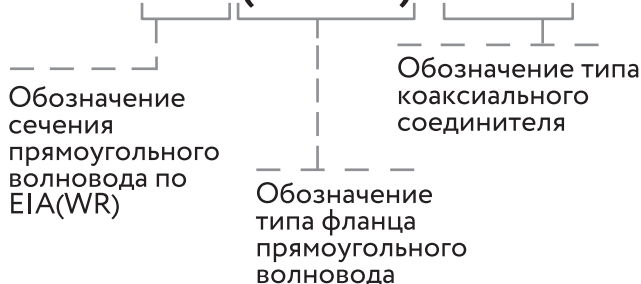 Обозначение типа
коаксиального
соединителя
Обозначение
сечения
прямоугольного
волновода по
EIA(WR)
Обозначение
типа фланца
прямоугольного
волновода